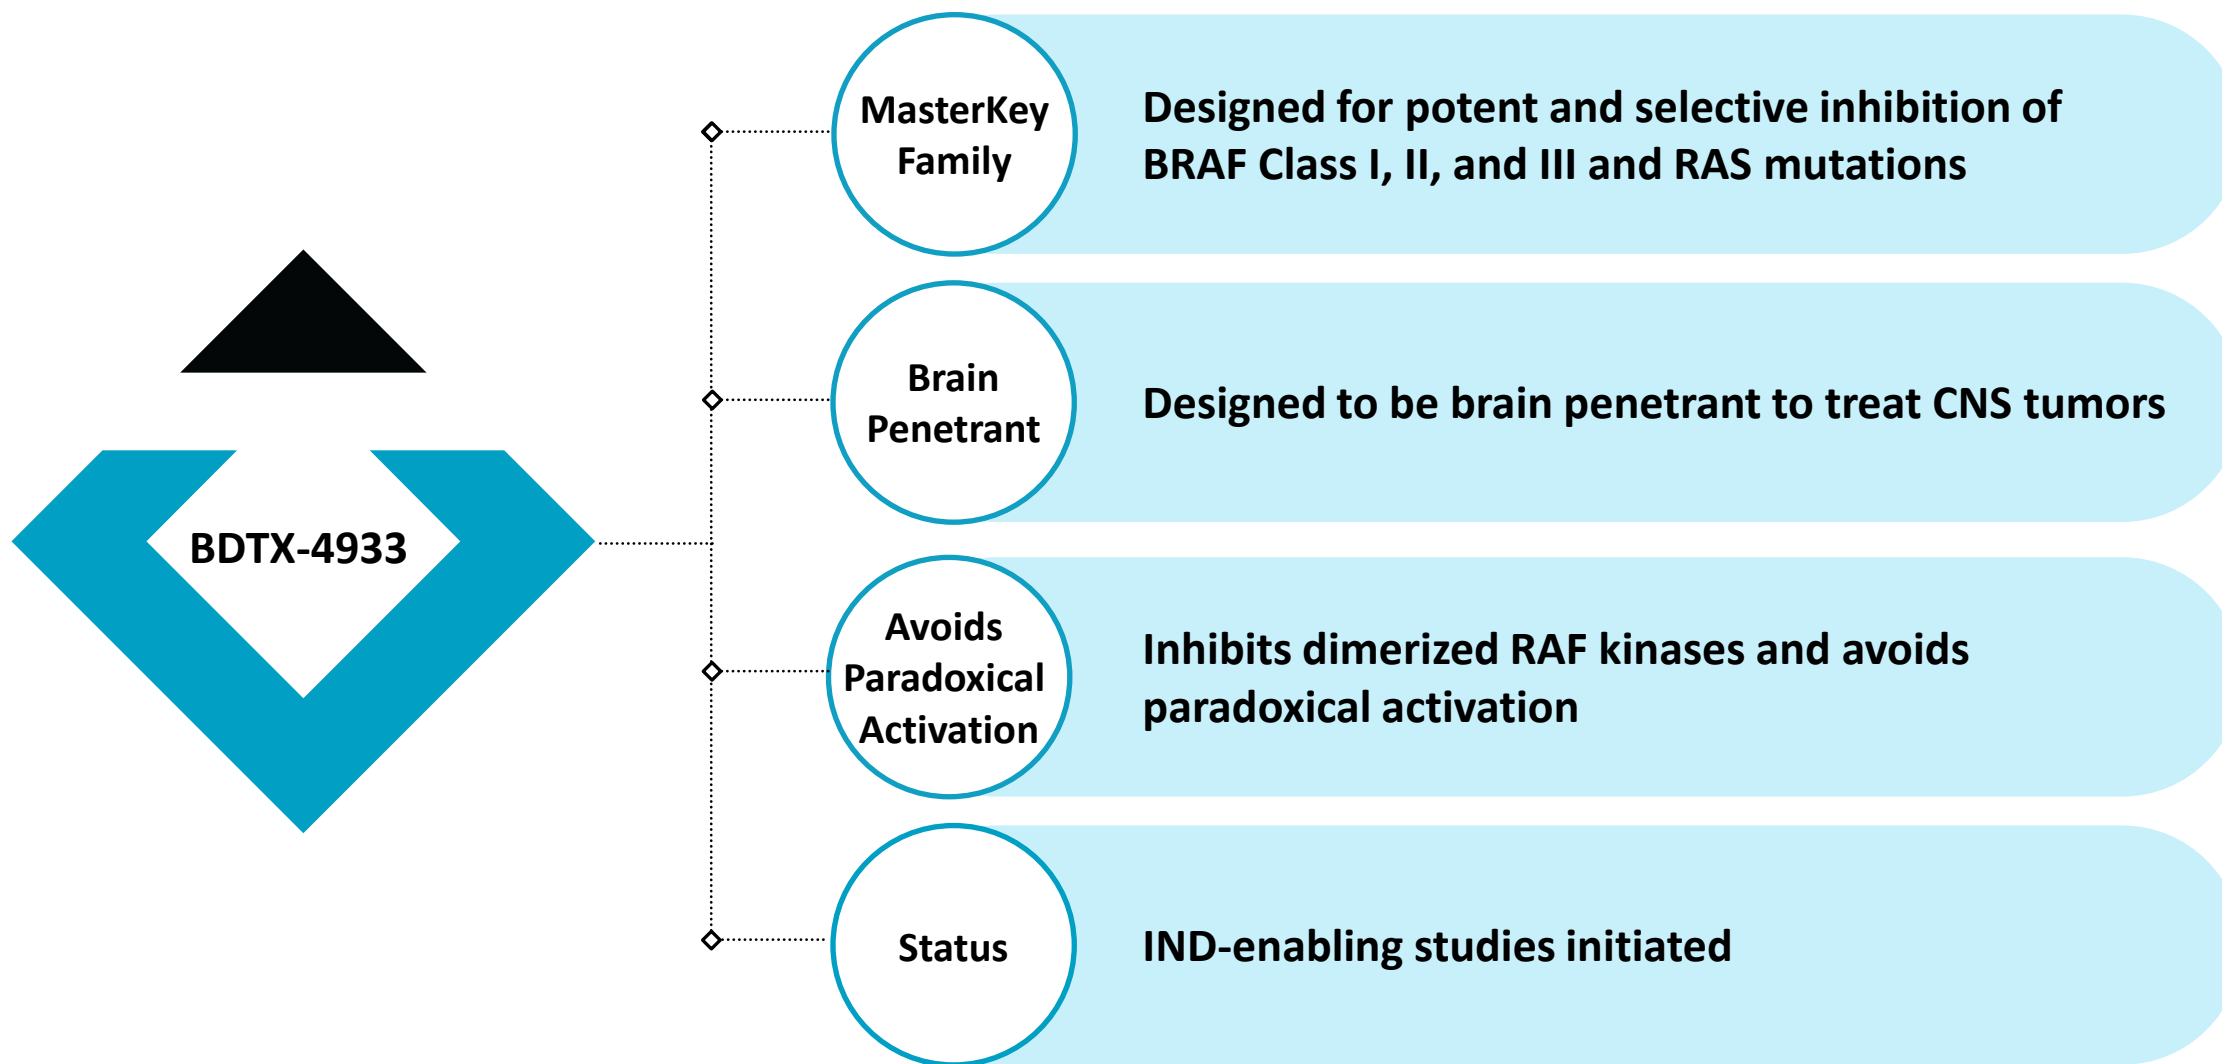 BDTX-4933
MasterKey
Family
Designed for potent and selective inhibition of
BRAF Class I, II, and III and RAS mutations
Brain
Penetrant
Designed to be brain penetrant to treat CNS tumors
Avoids
Paradoxical
Activation
Inhibits dimerized RAF kinases and avoids
paradoxical activation
Status
IND-enabling studies initiated